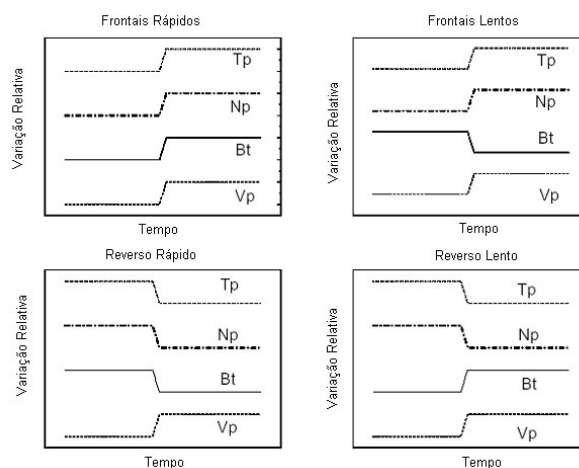 Frontais Rápidos
Variação Relativa
Tp
Np
Bt
Vp
Tempo
Frontais Lentos
Variação Relativa
Tp
Np
Bt
Vp
Tempo
Reverso Rápido
Variação Relativa
Tp
Np
Bt
Vp
Tempo
Reverso Lento
Variação Relativa
Tp
Np
Bt
Vp
Tempo